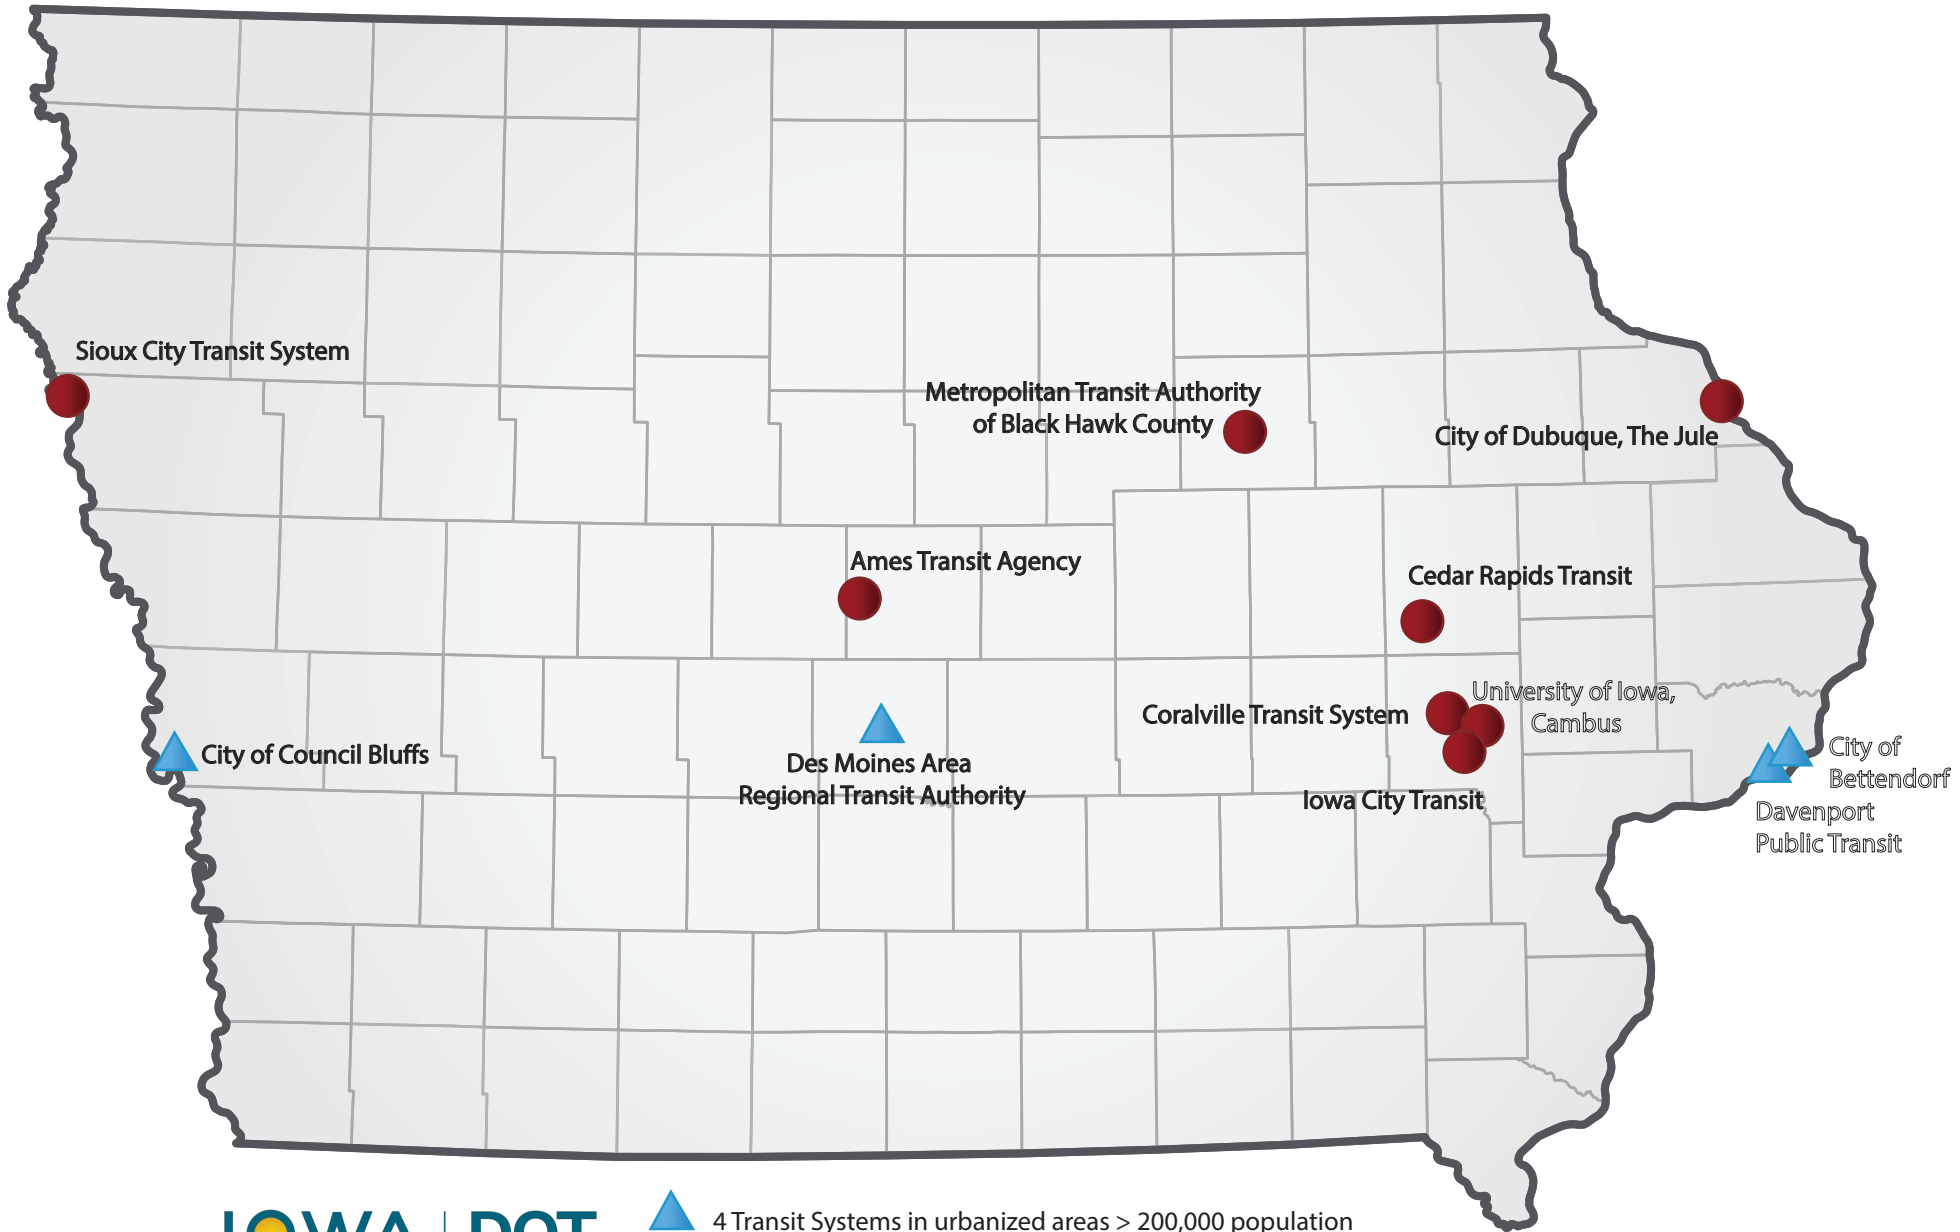 Sioux City Transit System
Metropolitan Transit Authority
of Black Hawk County
City of Dubuque, The Jule
Ames Transit Agency
Cedar Rapids Transit
University of Iowa,
Cambus
Coralville Transit System
City of Council Bluffs
Des Moines Area
Regional Transit Authority
Iowa City Transit
City of
Bettendorf
Davenport
Public Transit
IOWA | DOT
4 Transit Systems in urbanized areas > 200,000 population